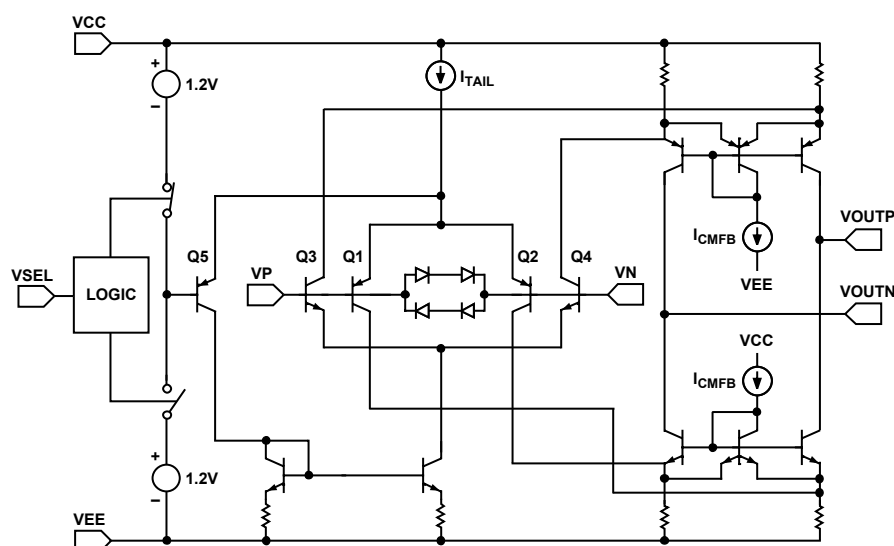 VCC
+
1.2V
−
ITAIL
Q5
Q3
Q1
Q2
Q4
VSEL
LOGIC
VP
VN
ICMFB
VEE
VOUTP
VOUTN
VCC
ICMFB
+
1.2V
−
VEE